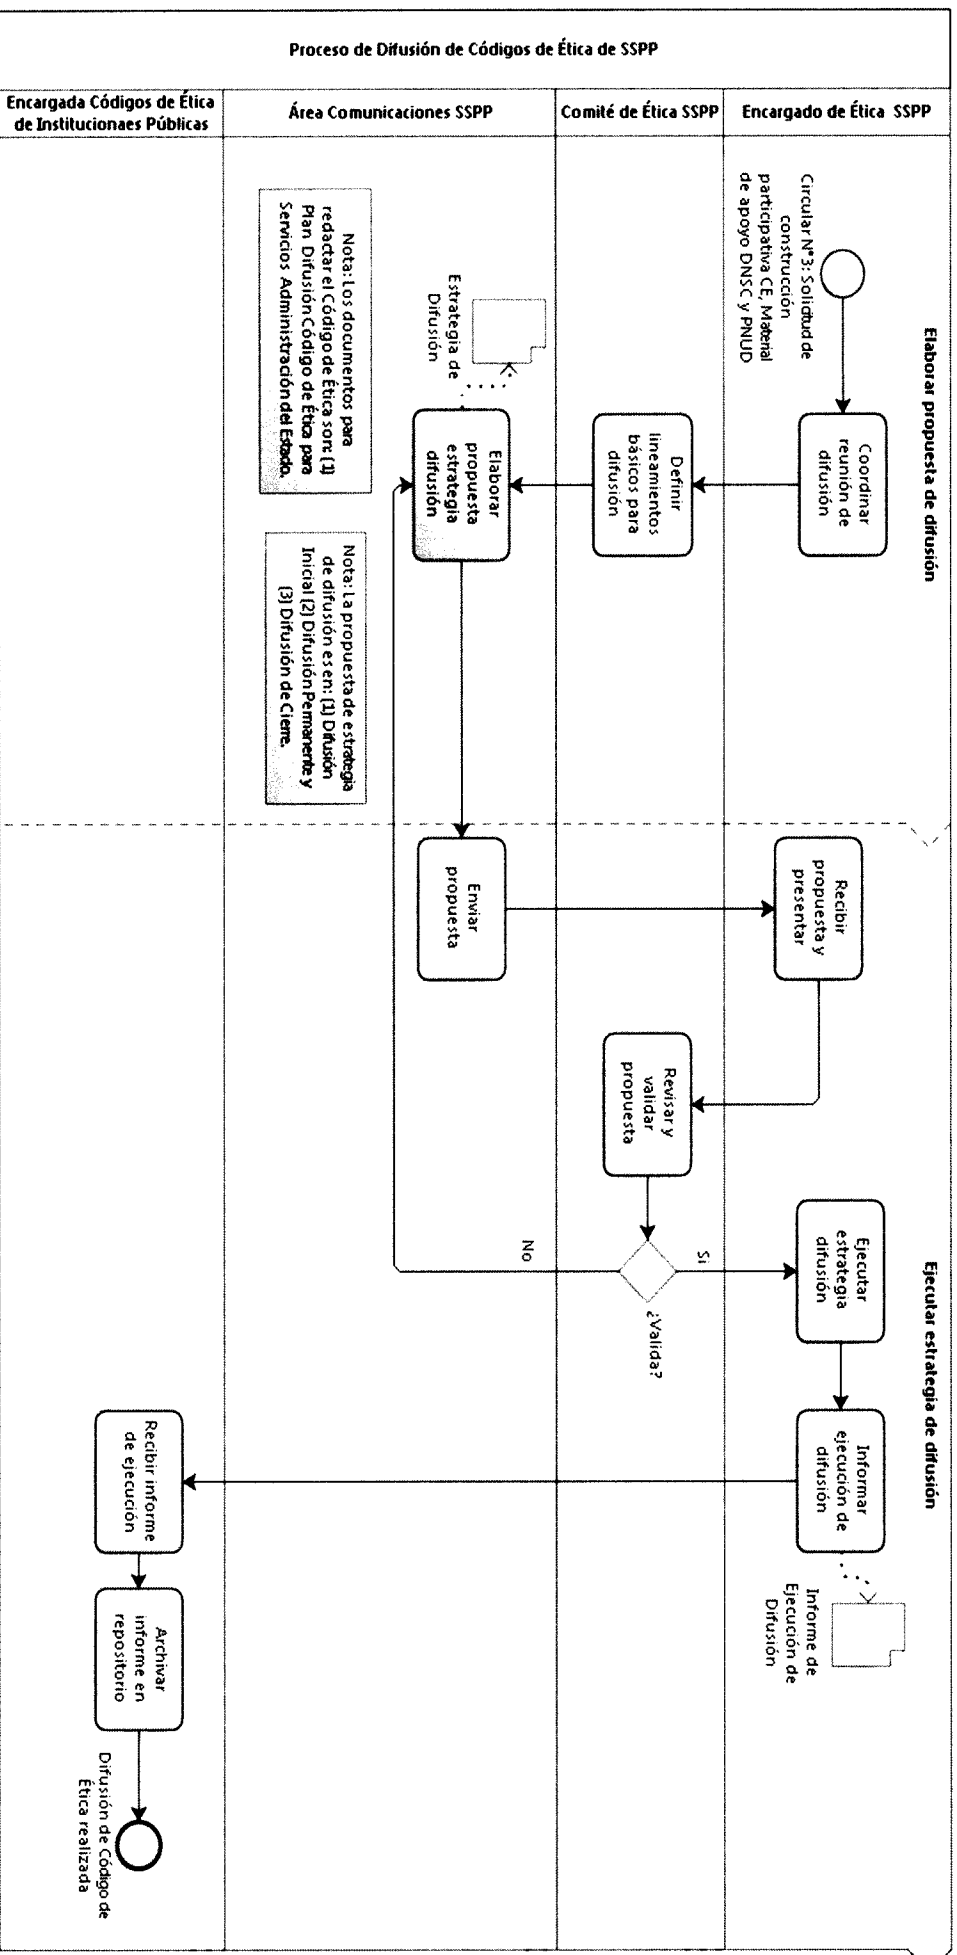 Proceso de Difusión de Códigos de Ética de SSPP
Encargado de Ética SSPP
Comité de Ética SSPP
Área Comunicaciones SSPP
Encargada Códigos de Ética
de Institucionaes Públicas
Elaborar propuesta de difusión
Circular N°3: Solicitud de
construcción
participativa CE, Material
de apoyo DNSC y PNUD
Coordinar
reunión de
difusión
Definir
lineamientos
básicos para
difusión
Elaborar
propuesta
estrategia
difusión
Estrategia de
Difusión
Nota: Los documentos para
redactar el Código de Ética son: (1)
Plan Difusión Código de Ética para
Servicios Administración del Estado.
Nota: La propuesta de estrategia
de difusión es en: (1) Difusión
Inicial (2) Difusión Permanente y
(3) Difusión de Cierre.
Ejecutar estrategia de difusión
Enviar
propuesta
Recibir
propuesta y
presentar
Revisar y
validar
propuesta
¿Valida?
Si
No
Ejecutar
estrategia
difusión
Informar
ejecución de
difusión
Informe de
Ejecución de
Difusión
Recibir informe
de ejecución
Archivar
informe en
repositorio
Difusión de Código de
Ética realizada